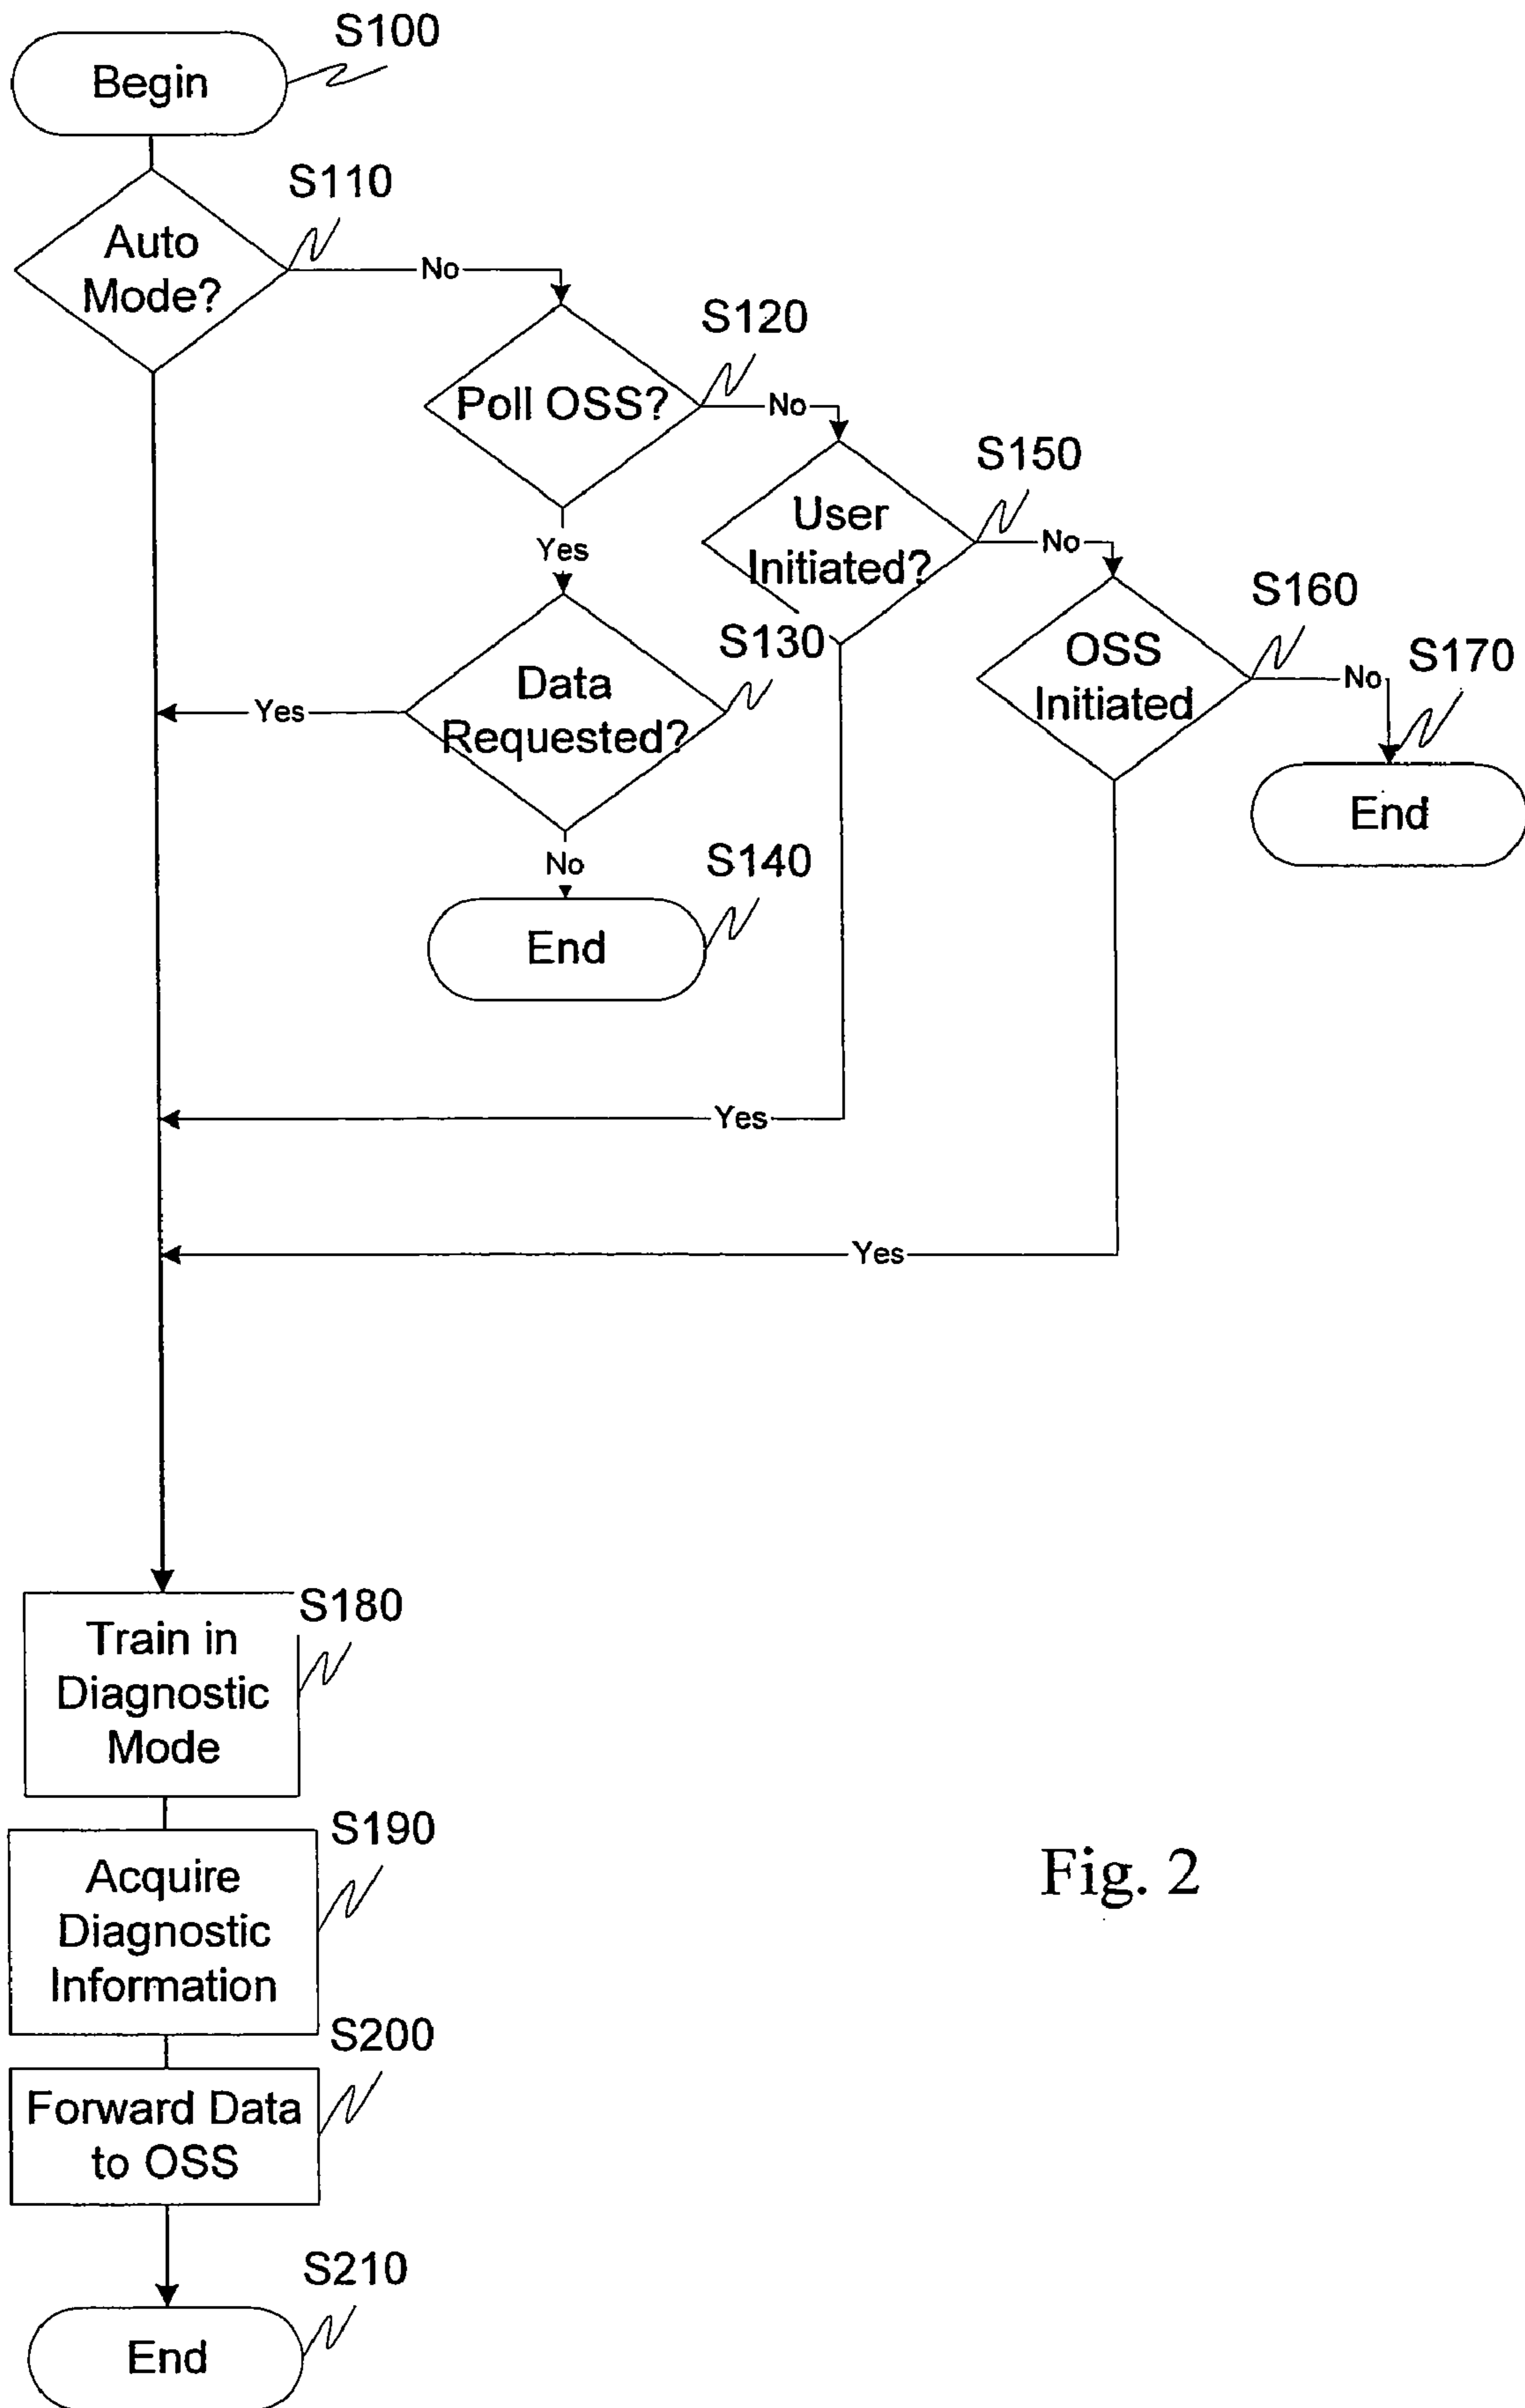 S100
Begin
S110
Auto
Mode?
No
S120
Poll OSS?
No
S150
User
Initiated?
No
Yes
S160
OSS
Initiated
No
S170
End
S130
Data
Requested?
Yes
No
S140
End
Yes
Yes
S180
Train in
Diagnostic
Mode
S190
Acquire
Diagnostic
Information
S200
Forward Data
to OSS
S210
End
Fig. 2